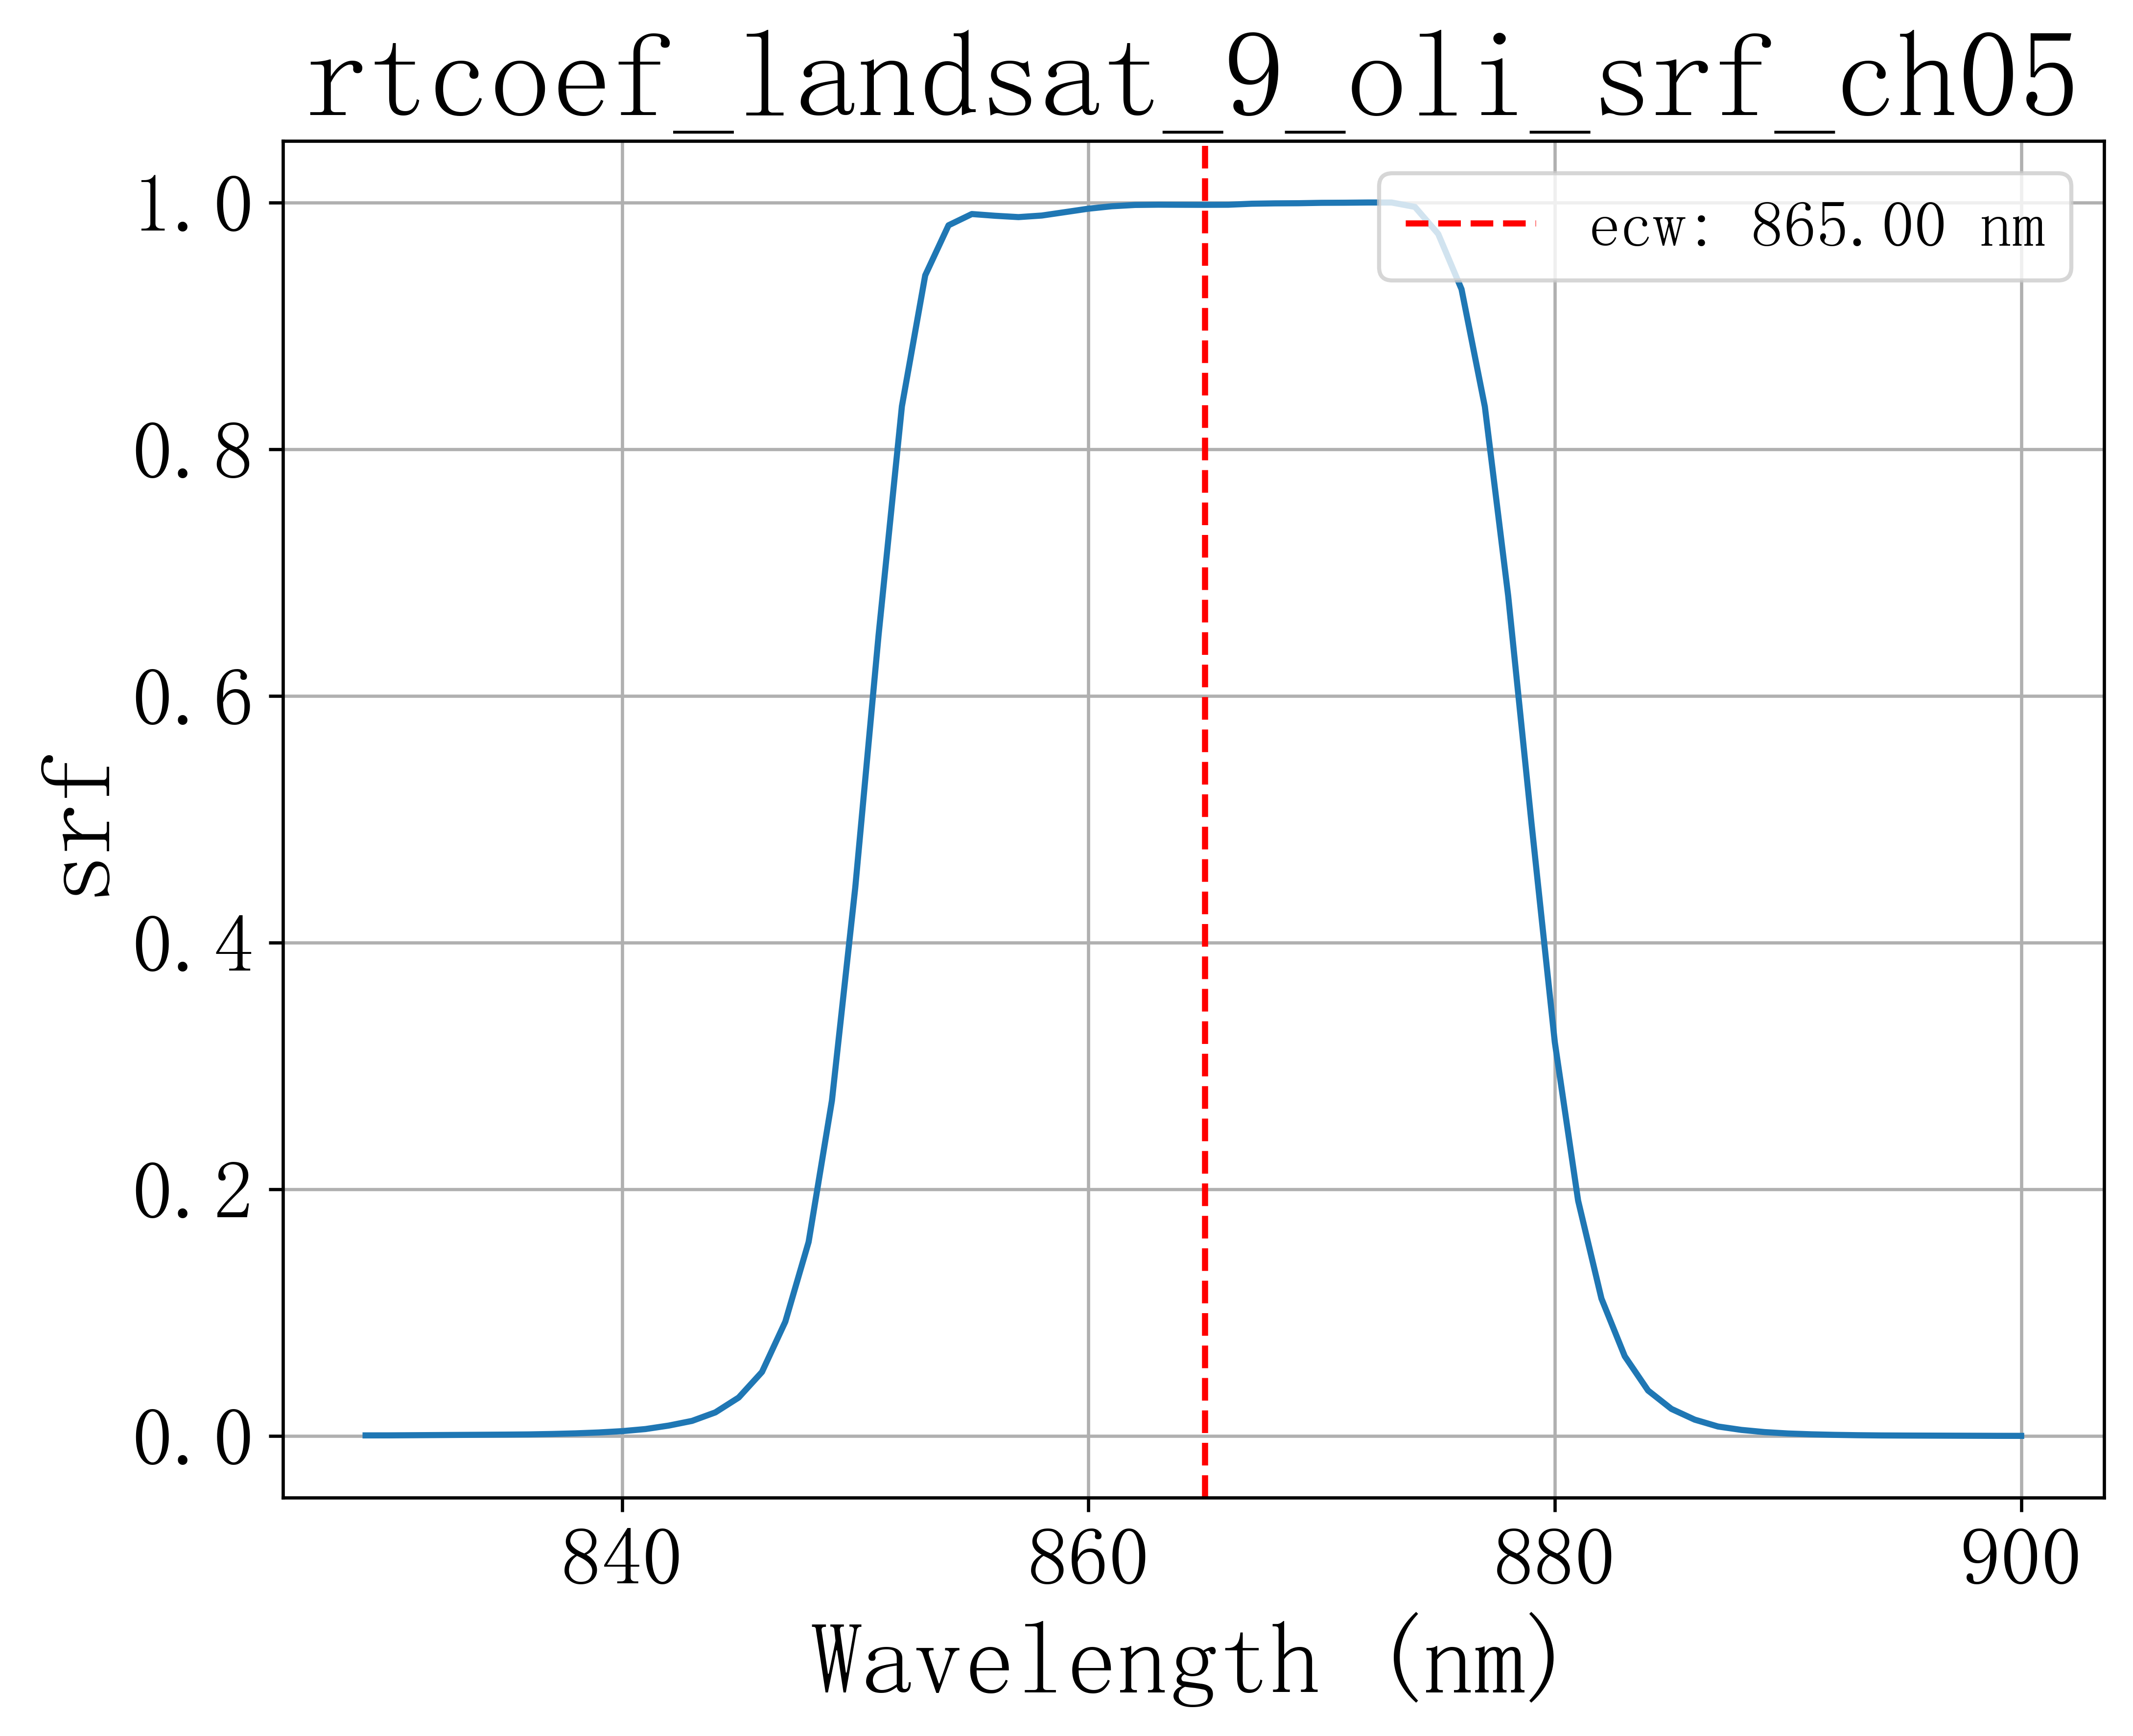 rtcoef_landsat_9_oli_srf_ch05
ecw: 865.00 nm
1.0
0.8
0.6
0.4
0.2
0.0
srf
840 860 880 900
Wavelength (nm)